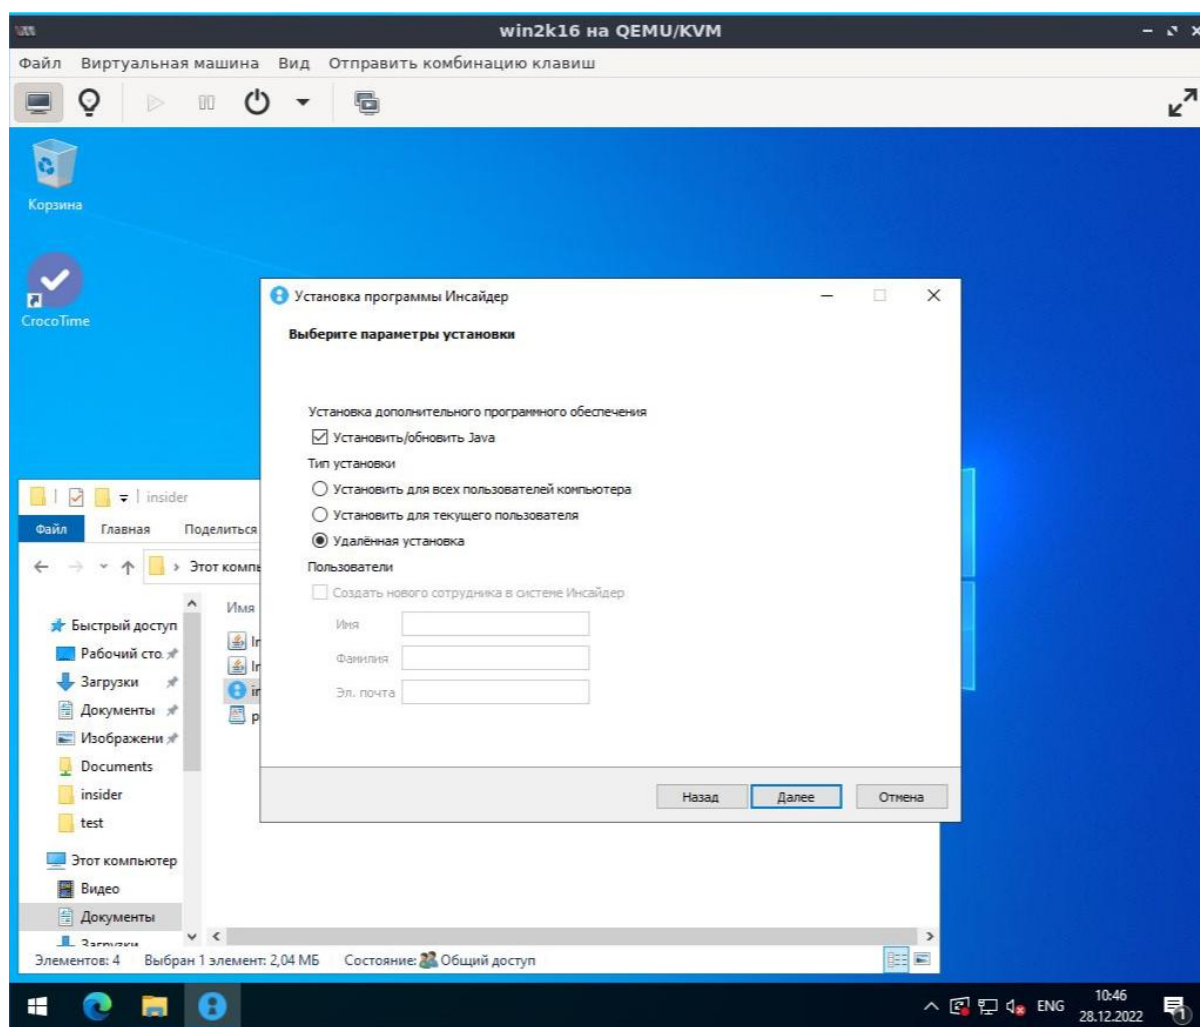 win2k16 на QEMU/KVM
Файл Виртуальная машина Вид Отправить комбинацию клавиш
Корзина
CrocoTime
Установка программы Инсайдер
Выберите параметры установки
Установка дополнительного программного обеспечения
Установить/обновить Java
Тип установки
Установить для всех пользователей компьютера
Установить для текущего пользователя
Удалённая установка
Пользователи
Создать нового сотрудника в системе Инсайдер
Имя
Фамилия
Эл. почта
Назад Далее Отмена
insider
Файл Главная Поделиться
Этот компь
Имя
Быстрый доступ
Рабочий сто
Загрузки
Документы
Изображени
Documents
insider
test
Этот компьютер
Видео
Документы
In
In
in
p
Элементов: 4 Выбран 1 элемент: 2,04 МБ Состояние: Общий доступ
ENG
10:46
28.12.2022
1